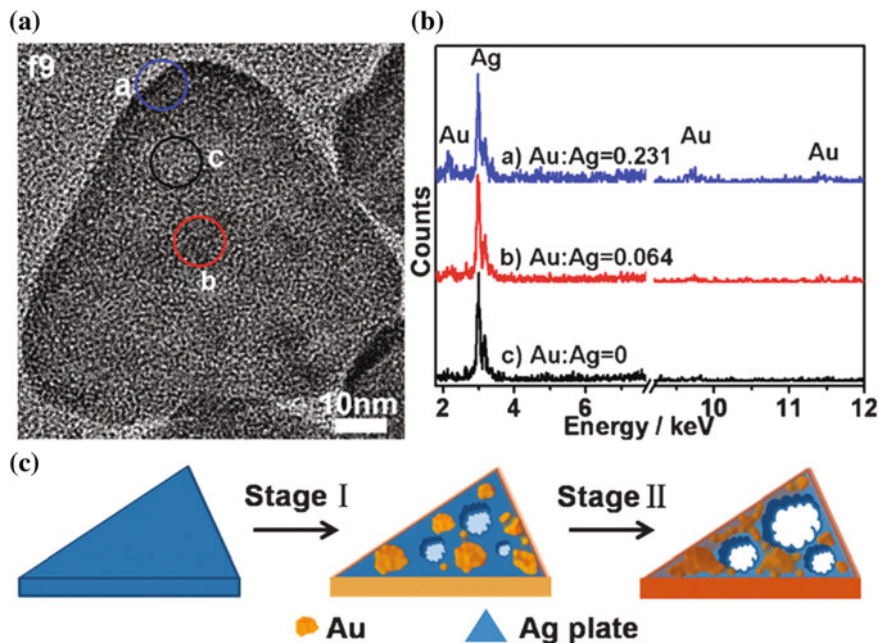 (a)
f9
a
c
b
10nm
(b)
Counts
Au
Ag
Au
Au
a) Au:Ag=0.231
b) Au:Ag=0.064
c) Au:Ag=0
2 4 6 10 11 12
Energy / keV
(c)
Stage I
Stage II
Au
Ag plate